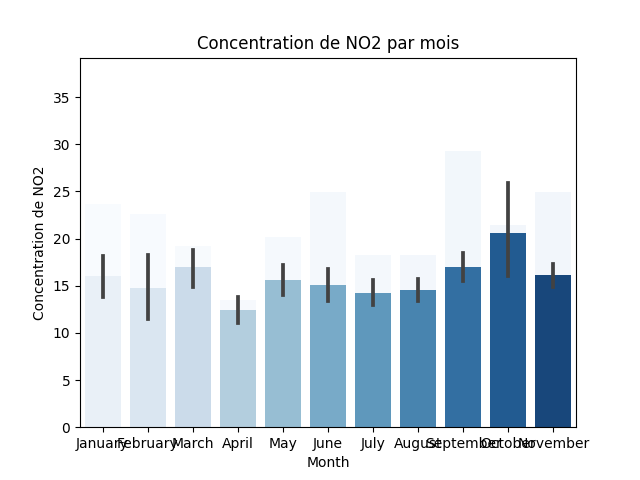 Concentration de NO2 par mois
Concentration de NO2
35
30
25
20
15
10
5
0
January February March April May June July August September October November
Month